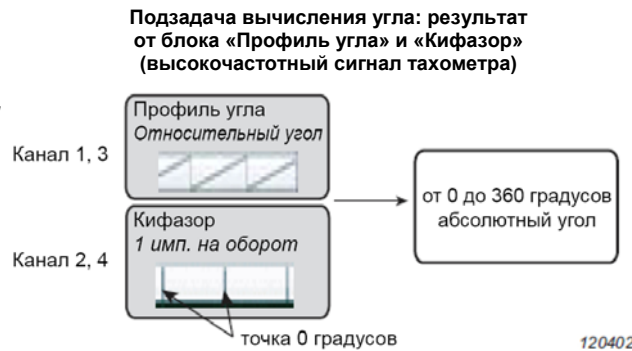 Подзадача вычисления угла: результат
от блока «Профиль угла» и «Кифазор»
(высокочастотный сигнал тахометра)
Канал 1, 3
Профиль угла
Относительный угол
Канал 2, 4
Кифазор
1 имп. на оборот
точка 0 градусов
от 0 до 360 градусов
абсолютный угол
120402